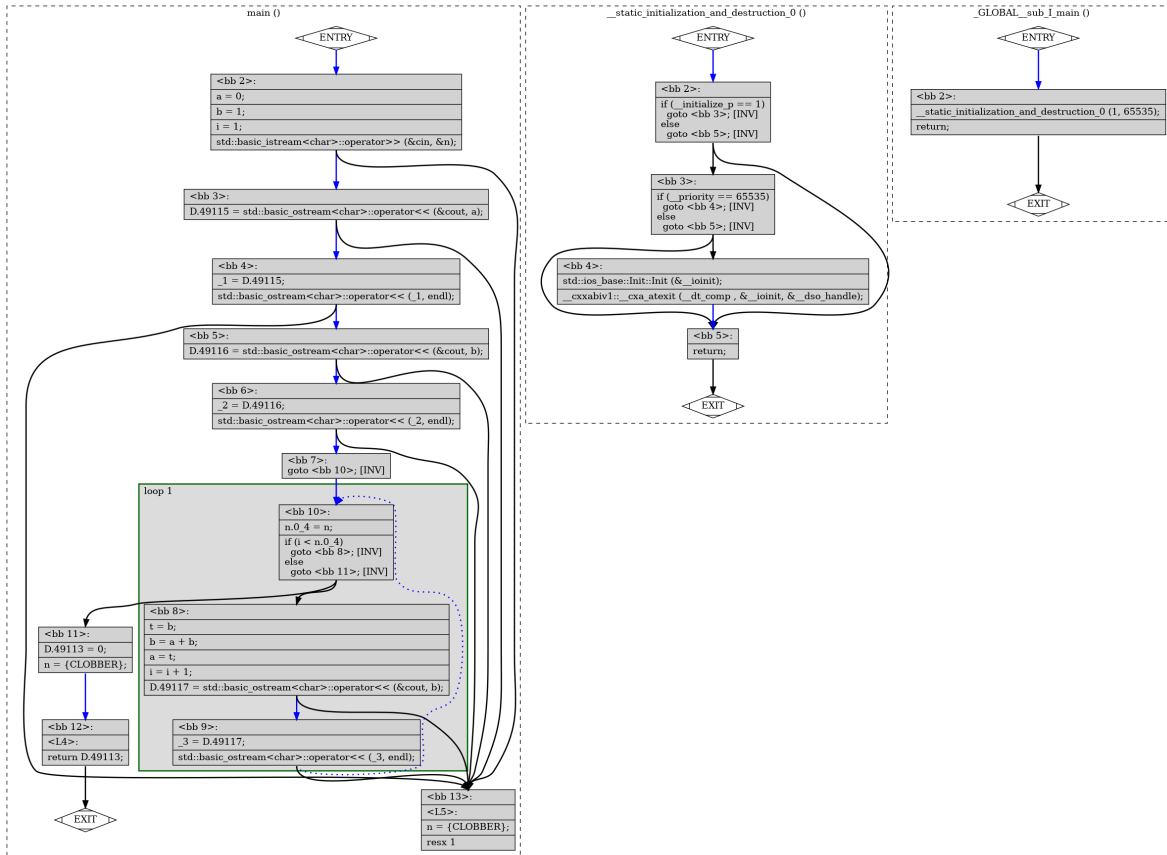 main ()
ENTRY
<bb 2>:
a = 0;
b = 1;
i = 1;
std::basic_istream<char>::operator>> (&cin, &n);
<bb 3>:
D.49115 = std::basic_ostream<char>::operator<< (&cout, a);
<bb 4>:
_1 = D.49115;
std::basic_ostream<char>::operator<< (_1, endl);
<bb 5>:
D.49116 = std::basic_ostream<char>::operator<< (&cout, b);
<bb 6>:
_2 = D.49116;
std::basic_ostream<char>::operator<< (_2, endl);
<bb 7>:
goto <bb 10>; [INV]
loop 1
<bb 10>:
n.0_4 = n;
if (i < n.0_4)
goto <bb 8>; [INV]
else
goto <bb 11>; [INV]
<bb 8>:
t = b;
b = a + b;
a = t;
i = i + 1;
D.49117 = std::basic_ostream<char>::operator<< (&cout, b);
<bb 9>:
_3 = D.49117;
std::basic_ostream<char>::operator<< (_3, endl);
<bb 11>:
D.49113 = 0;
n = {CLOBBER};
<bb 12>:
<L4>:
return D.49113;
EXIT
<bb 13>:
<L5>:
n = {CLOBBER};
resx 1
__static_initialization_and_destruction_0 ()
ENTRY
<bb 2>:
if (__initialize_p == 1)
goto <bb 3>; [INV]
else
goto <bb 5>; [INV]
<bb 3>:
if (__priority == 65535)
goto <bb 4>; [INV]
else
goto <bb 5>; [INV]
<bb 4>:
std::ios_base::Init::Init (&__ioinit);
__cxxabiv1::__cxa_atexit (__dt_comp , &__ioinit, &__dso_handle);
<bb 5>:
return;
EXIT
_GLOBAL__sub_I_main ()
ENTRY
<bb 2>:
__static_initialization_and_destruction_0 (1, 65535);
return;
EXIT